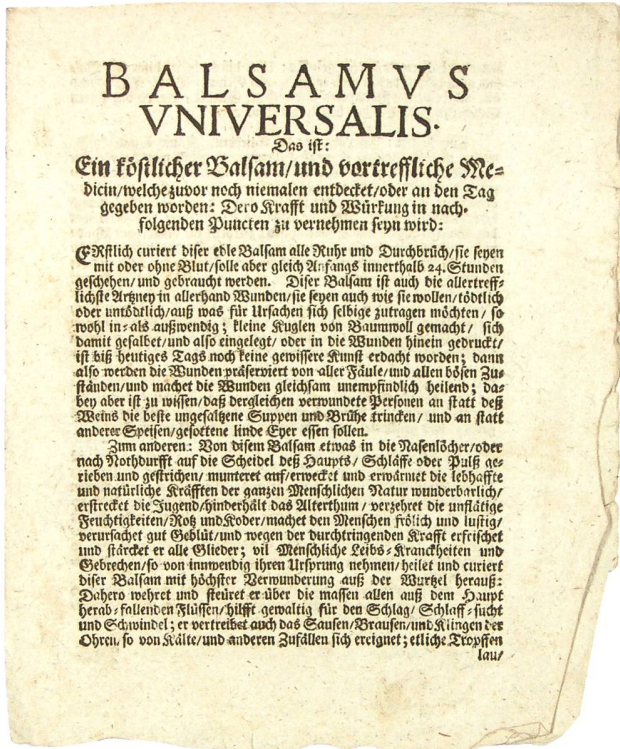 BALSAMVS
VNIVERSALIS.
Das ist:
Ein köstlicher Balsam/und vortreffliche Me-
dicin/welche zuvor noch niemalen entdecket/oder an den Tag
gegeben worden: Dero Krafft und Würkung in nach-
folgenden Puncten zu vernehmen seyn wird:
ERstlich curiert diser edle Balsam alle Ruhr und Durchbrüch/sie seyen
mit oder ohne Blut/solle aber gleich Anfangs innerthalb 24. Stunden
geschehen/und gebraucht werden. Diser Balsam ist auch die allertreff-
lichste Artzney in allerhand Wunden/sie seyen auch wie sie wollen/tödtlich
oder untödtlich/auß was für Ursachen sich selbige zutragen möchten/ so-
wohl in-als außwendig; kleine Kuglen von Baumwoll gemacht/ sich
damit gesalbet/und also eingelegt/ oder in die Wunden hinein gedruckt/
ist biß heutiges Tags noch keine gewissere Kunst erdacht worden; dann
also werden die Wunden präserviert von aller Fäule/und allen bösen Zu-
ständen/und machet die Wunden gleichsam unempfindlich heilend; da-
bey aber ist zu wissen/daß dergleichen verwundete Personen an statt deß
Weins die beste ungesaltzene Suppen und Brühe trincken/ und an statt
anderer Speisen/gesottene linde Eyer essen sollen.
Zum anderen: Von disem Balsam etwas in die Nasenlöcher/oder
nach Nothdurfft auf die Scheidel deß Haupts/ Schläffe oder Pulß ge-
rieben und gestrichen/ munteret auf/erwecket und erwärmet die lebhaffte
und natürliche Kräfften der ganzen Menschlichen Natur wunderbarlich/
erstrecket die Jugend/hinderhält das Alterthum/ verzehret die unflätige
Feuchtigkeiten/Rotz und Koder/machet den Menschen frölich und lustig/
verursachet gut Geblüt/und wegen der durchtringenden Krafft erfrischet
und stärcket er alle Glieder; vil Menschliche Leibs-Kranckheiten und
Gebrechen/so von innwendig ihren Ursprung nehmen/heilet und curiert
diser Balsam mit höchster Verwunderung auß der Wurtzel herauß:
Dahero wehret und steüret er über die massen allen auß dem Haupt
herab-fallenden Flüssen/hilfft gewaltig für den Schlag/ Schlaff-sucht
und Schwindel; er vertreibet auch das Sausen/Brausen/und Klingen der
Ohren, so von Kälte/und anderen Zufällen sich ereignet; etliche Tropffen
lau/